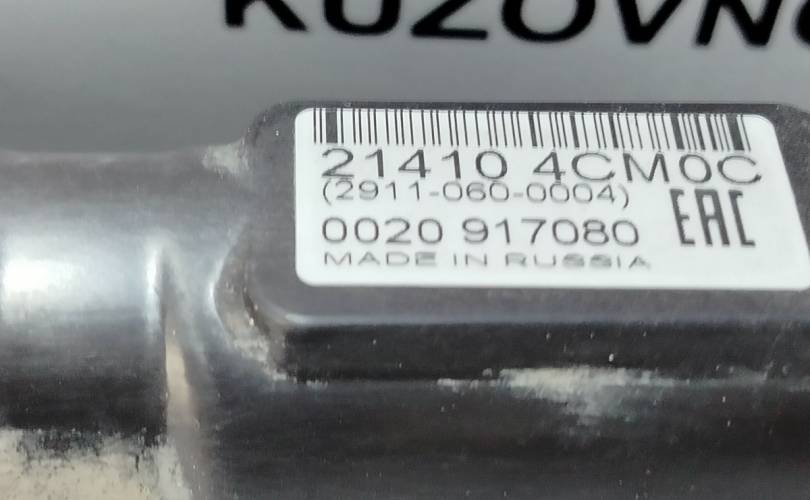 KUZOVN
21410 4CM0C
(2911-060-0004)
0020 917080
EAC
MADE IN RUSSIA